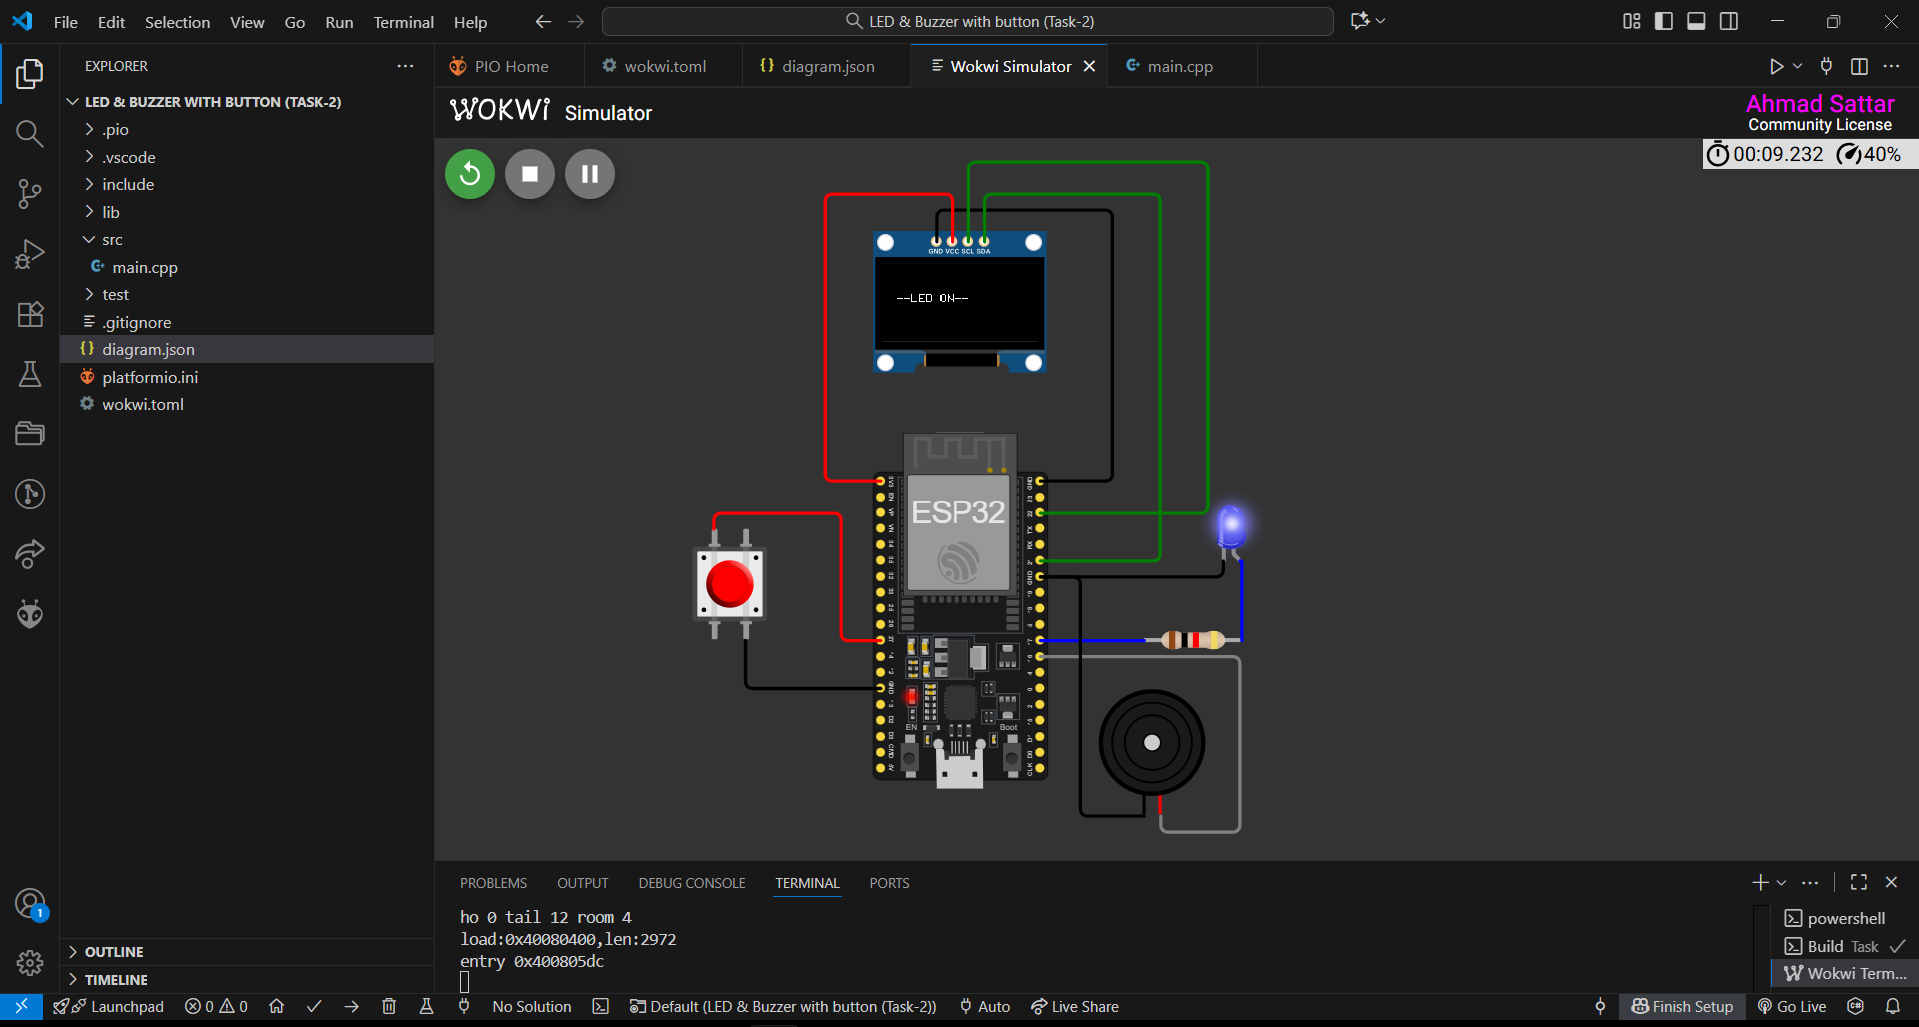 File Edit Selection View Go Run Terminal Help
LED & Buzzer with button (Task-2)
EXPLORER
LED & BUZZER WITH BUTTON (TASK-2)
.pio
.vscode
include
lib
src
main.cpp
test
.gitignore
diagram.json
platformio.ini
wokwi.toml
OUTLINE
TIMELINE
PIO Home
wokwi.toml
diagram.json
Wokwi Simulator
main.cpp
WOKWI Simulator
Ahmad Sattar
Community License
00:09.232 40%
GND VCC SCL SDA
--LED ON--
ESP32
EN Boot
PROBLEMS OUTPUT DEBUG CONSOLE TERMINAL PORTS
ho 0 tail 12 room 4
load:0x40080400,len:2972
entry 0x400805dc
powershell
Build Task
Wokwi Term...
1
Launchpad 0 0 No Solution Default (LED & Buzzer with button (Task-2)) Auto Live Share Finish Setup Go Live